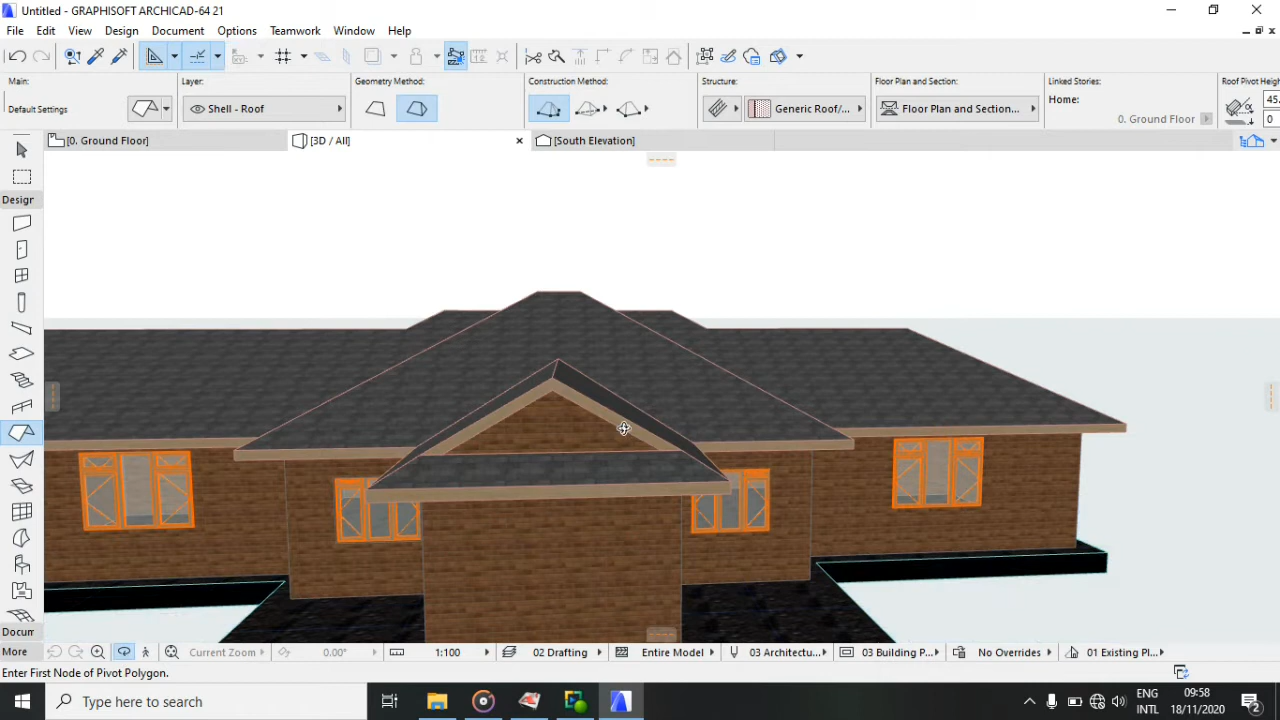 Untitled - GRAPHISOFT ARCHICAD-64 21
File Edit View Design Document Options Teamwork Window Help
Main: Layer: Geometry Method: Construction Method: Structure: Floor Plan and Section: Linked Stories: Roof Pivot Heig
Default Settings Shell - Roof Generic Roof/... Floor Plan and Section... Home: 45.
0. Ground Floor 0
[0. Ground Floor] [3D / All] [South Elevation]
Design
Docum
More Current Zoom 0.00° 1:100 02 Drafting Entire Model 03 Architectu... 03 Building P... No Overrides 01 Existing Pl...
Enter First Node of Pivot Polygon.
Type here to search
ENG 09:58
INTL 18/11/2020 2